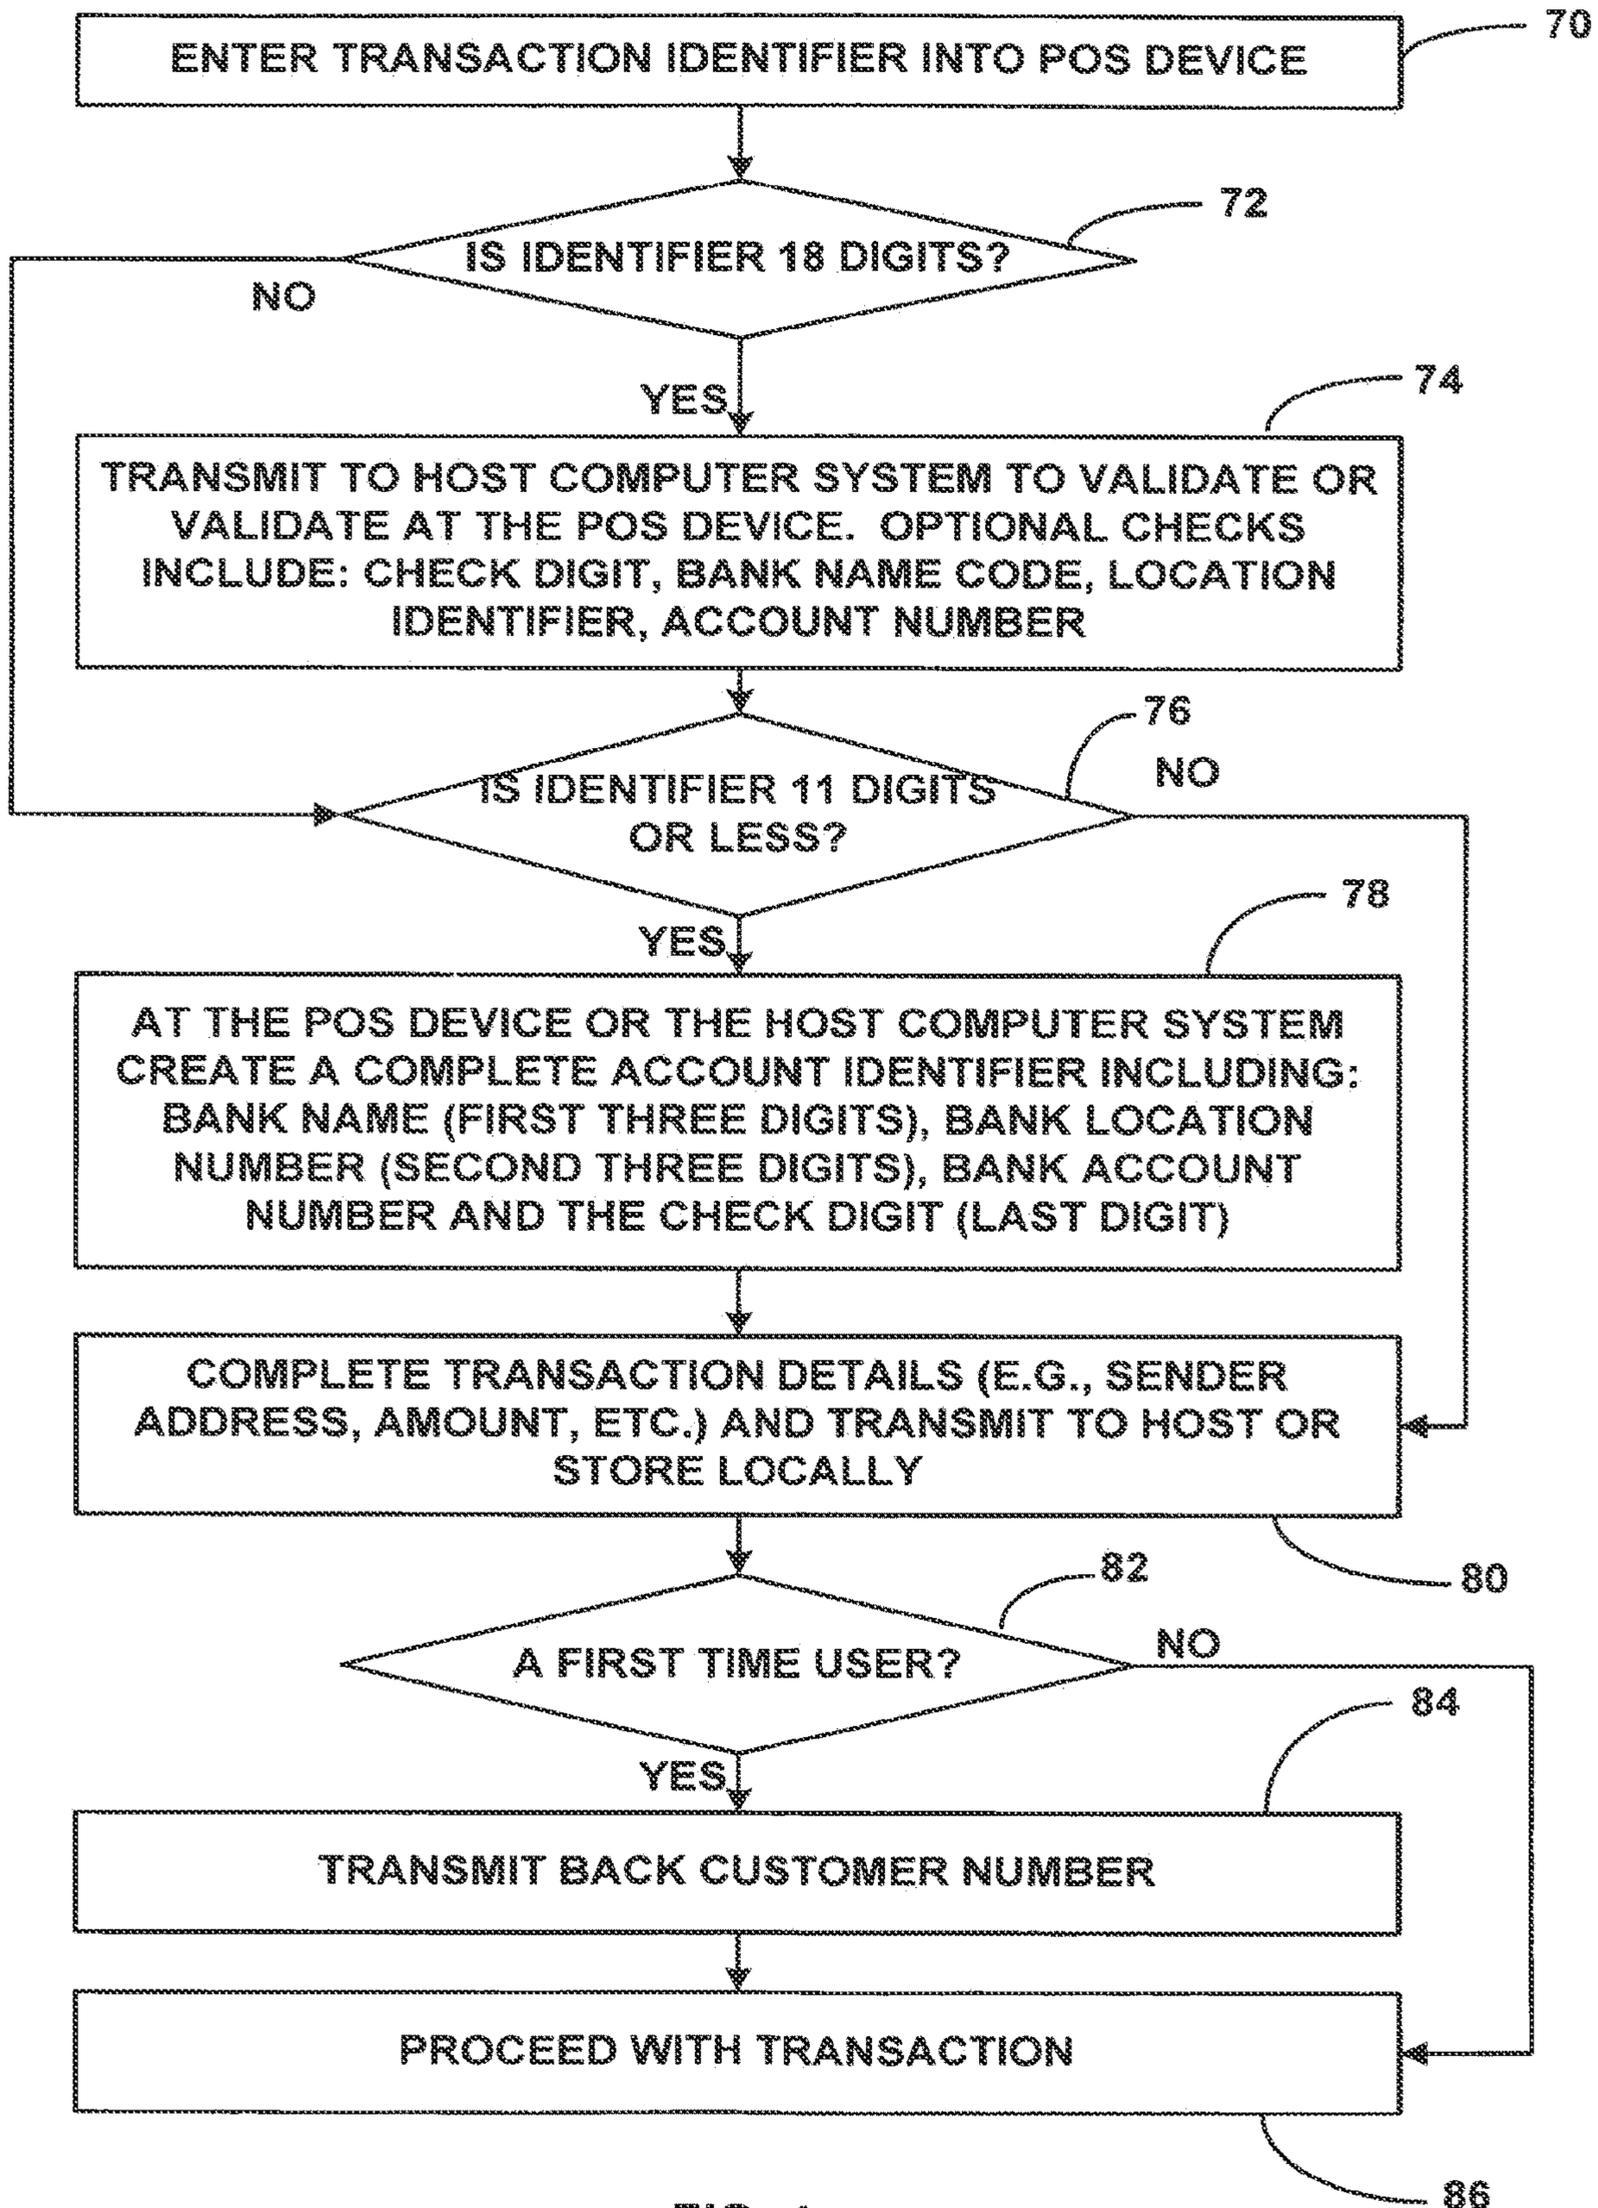 ENTER TRANSACTION IDENTIFIER INTO POS DEVICE
70
IS IDENTIFIER 18 DIGITS?
72
NO
YES
74
TRANSMIT TO HOST COMPUTER SYSTEM TO VALIDATE OR
VALIDATE AT THE POS DEVICE. OPTIONAL CHECKS
INCLUDE: CHECK DIGIT, BANK NAME CODE, LOCATION
IDENTIFIER, ACCOUNT NUMBER
76
NO
IS IDENTIFIER 11 DIGITS
OR LESS?
78
YES
AT THE POS DEVICE OR THE HOST COMPUTER SYSTEM
CREATE A COMPLETE ACCOUNT IDENTIFIER INCLUDING:
BANK NAME (FIRST THREE DIGITS), BANK LOCATION
NUMBER (SECOND THREE DIGITS), BANK ACCOUNT
NUMBER AND THE CHECK DIGIT (LAST DIGIT)
COMPLETE TRANSACTION DETAILS (E.G., SENDER
ADDRESS, AMOUNT, ETC.) AND TRANSMIT TO HOST OR
STORE LOCALLY
82
80
A FIRST TIME USER?
NO
84
YES
TRANSMIT BACK CUSTOMER NUMBER
PROCEED WITH TRANSACTION
86